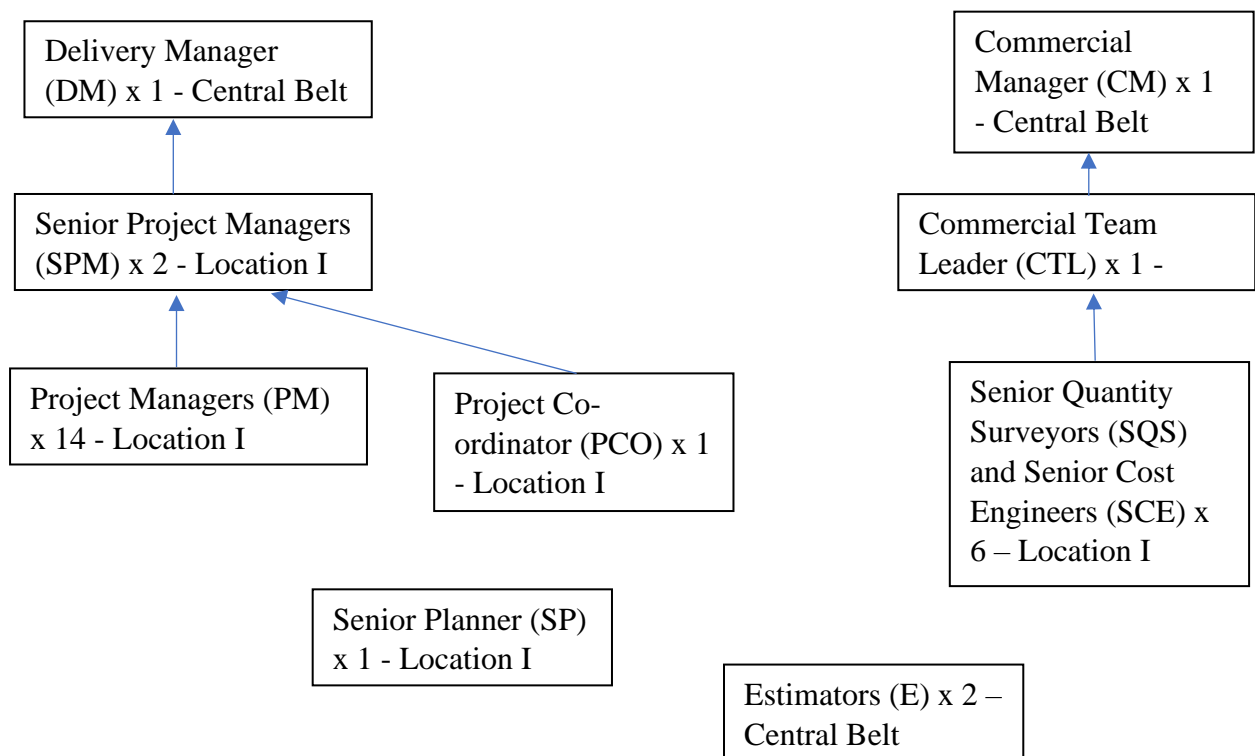 Delivery Manager
(DM) x 1 - Central Belt
Commercial
Manager (CM) x 1
- Central Belt
Senior Project Managers
(SPM) x 2 - Location I
Commercial Team
Leader (CTL) x 1 -
Project Managers (PM)
x 14 - Location I
Project Co-
ordinator (PCO) x 1
- Location I
Senior Quantity
Surveyors (SQS)
and Senior Cost
Engineers (SCE) x
6 – Location I
Senior Planner (SP)
x 1 - Location I
Estimators (E) x 2 –
Central Belt